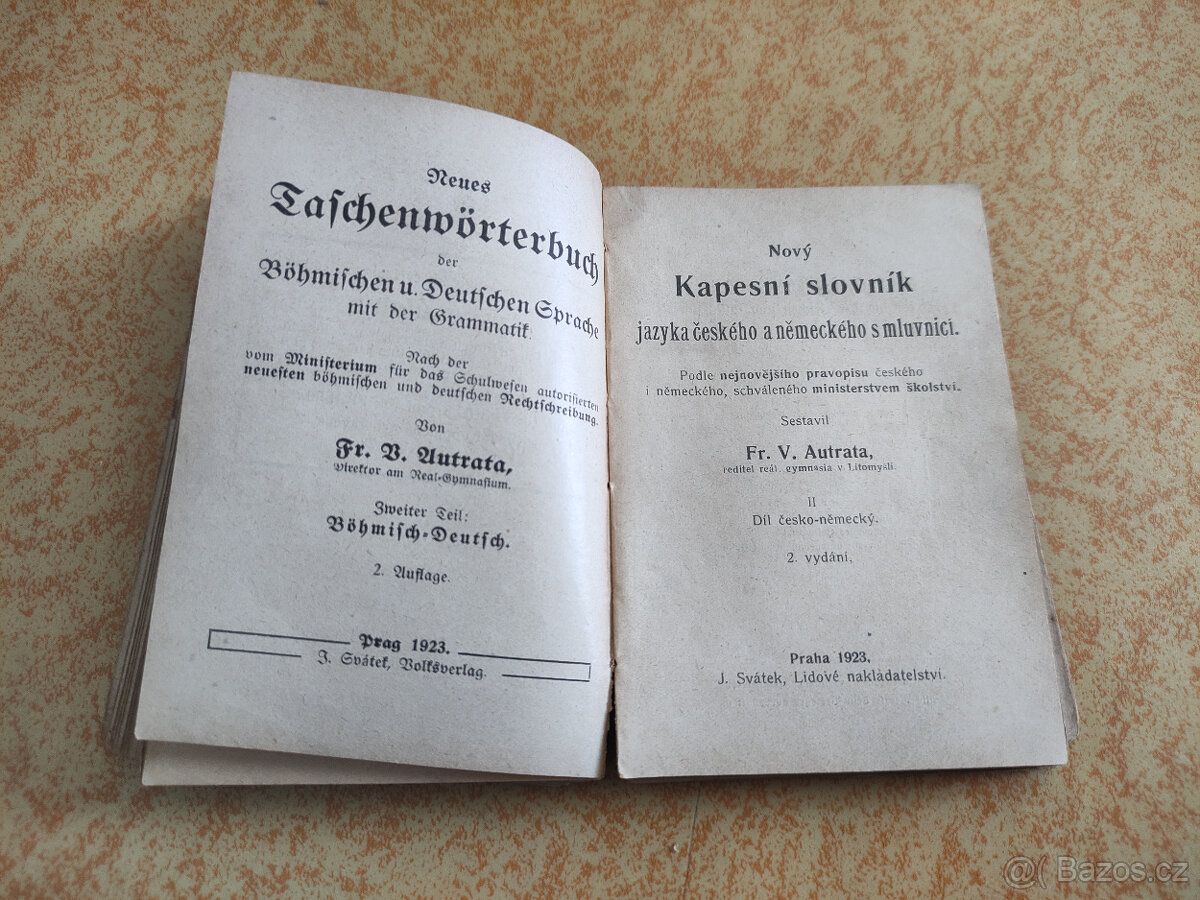 Neues
Taschenwörterbuch
der
Böhmischen u. Deutschen Sprache
mit der Grammatik.
Nach der
vom Ministerium für das Schulwesen autorisierten
neuesten böhmischen und deutschen Rechtschreibung.
Von
Fr. V. Autrata,
Direktor am Real-Gymnasium.
Zweiter Teil:
Böhmisch-Deutsch.
2. Auflage.
Prag 1923.
J. Svátek, Volksverlag.
Nový
Kapesní slovník
jazyka českého a německého s mluvnicí.
Podle nejnovějšího pravopisu českého
i německého, schváleného ministerstvem školství.
Sestavil
Fr. V. Autrata,
ředitel reál. gymnasia v Litomyšli.
II
Díl česko-německý.
2. vydání.
Praha 1923.
J. Svátek, Lidové nakladatelství.
Bazos.cz